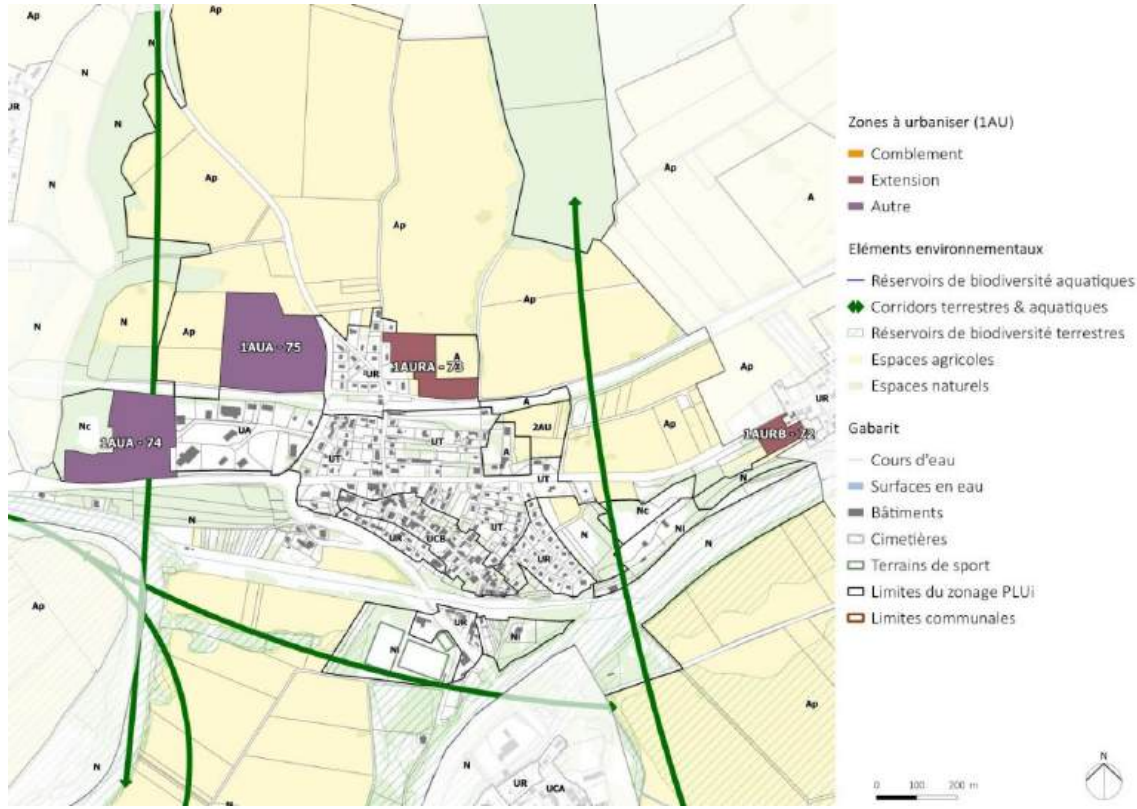 Ap
N
N
Ap
N
Ap
UR
N
Ap
Ap
Ap
A
N
N
Ap
1AUA - 75
UR
1AURA - 73
A
Ap
Nc
1AUA - 74
UA
UT
UT
A
2AU
A
UT
Ap
Ap
UR
1AURB - 72
N
N
UR
UCB
UT
UR
N
Nc
Nl
N
Ap
Nl
UR
Nl
N
N
UR
UCA
Ap
Zones à urbaniser (1AU)
Comblement
Extension
Autre
Eléments environnementaux
Réservoirs de biodiversité aquatiques
Corridors terrestres & aquatiques
Réservoirs de biodiversité terrestres
Espaces agricoles
Espaces naturels
Gabarit
Cours d'eau
Surfaces en eau
Bâtiments
Cimetières
Terrains de sport
Limites du zonage PLUi
Limites communales
0 100 200 m
N